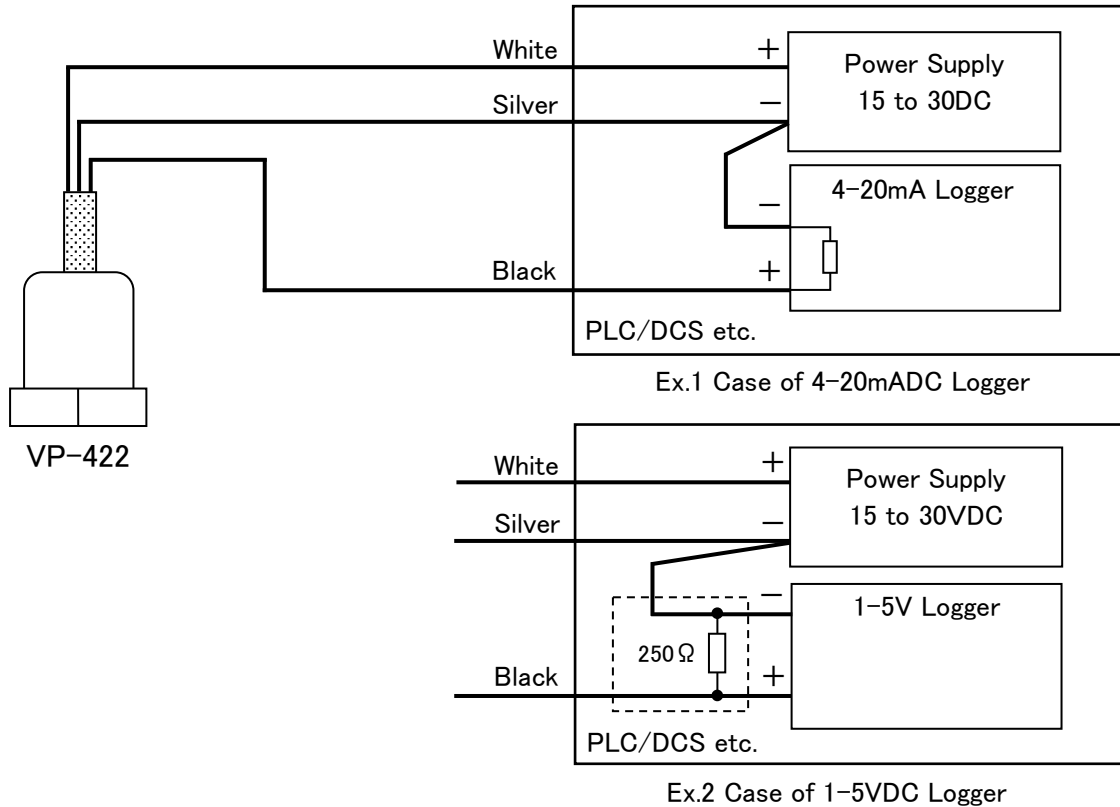 White
+
Power Supply
15 to 30DC
Silver
−
4-20mA Logger
−
Black
+
PLC/DCS etc.
Ex.1 Case of 4-20mADC Logger
VP-422
White
+
Power Supply
15 to 30VDC
Silver
−
1-5V Logger
−
250Ω
Black
+
PLC/DCS etc.
Ex.2 Case of 1-5VDC Logger